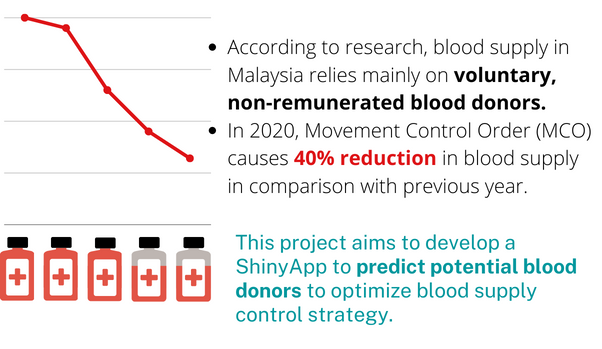 According to research, blood supply in
Malaysia relies mainly on voluntary,
non-remunerated blood donors.
In 2020, Movement Control Order (MCO)
causes 40% reduction in blood supply
in comparison with previous year.
This project aims to develop a
ShinyApp to predict potential blood
donors to optimize blood supply
control strategy.